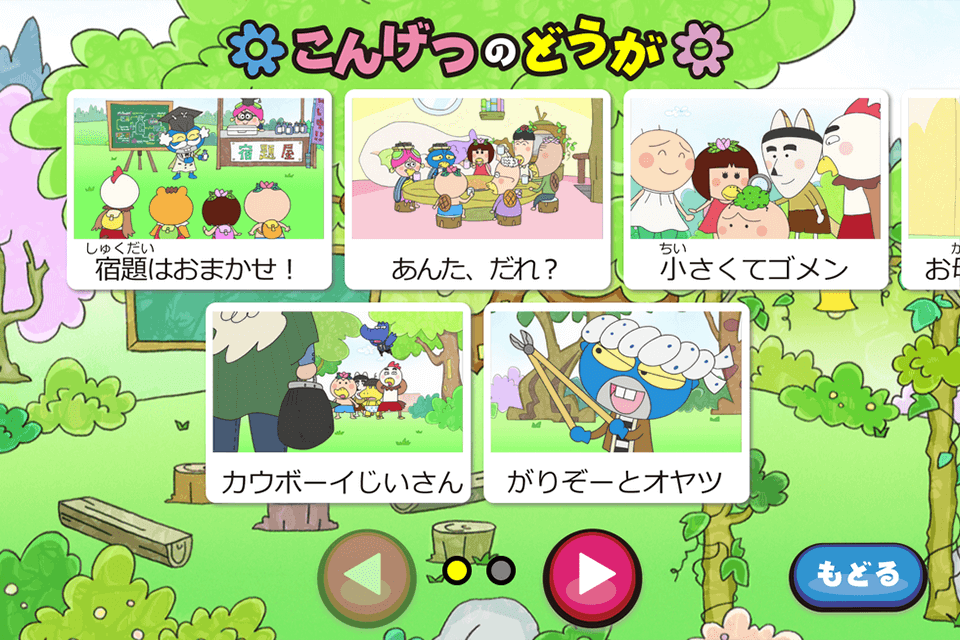 こんげつのどうが
宿題屋
しゅくだい
宿題はおまかせ！
あんた、だれ？
ちい
小さくてゴメン
お母
カウボーイじいさん
がりぞーとオヤツ
もどる